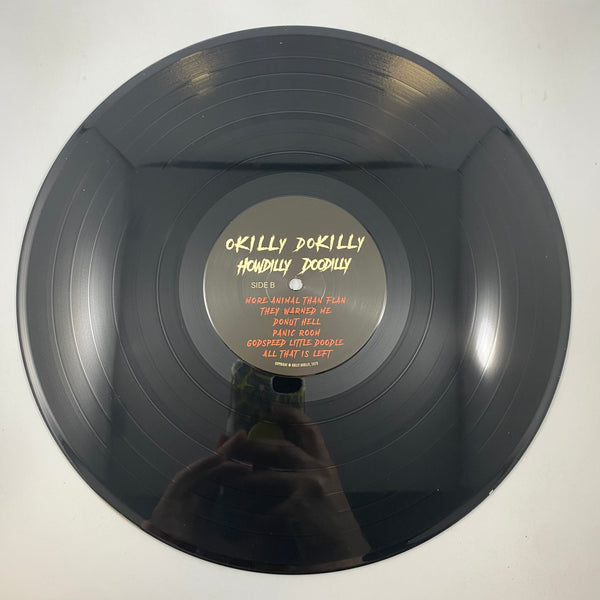 OKILLY DOKILLY
HOWDILLY DOODILLY
SIDE B
MORE ANIMAL THAN FLAN
THEY WARNED ME
DONUT HELL
PANIC ROOM
GODSPEED LITTLE DOODLE
ALL THAT IS LEFT